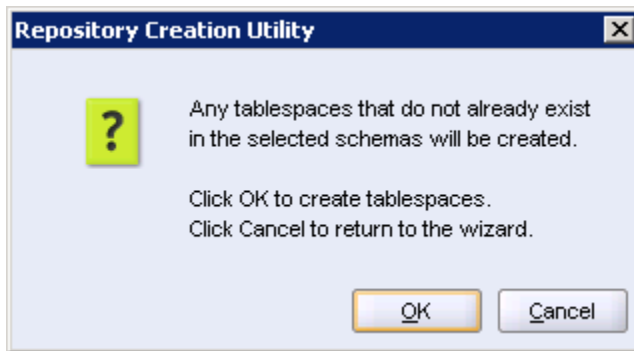 Repository Creation Utility
?
Any tablespaces that do not already exist
in the selected schemas will be created.
Click OK to create tablespaces.
Click Cancel to return to the wizard.
OK
Cancel